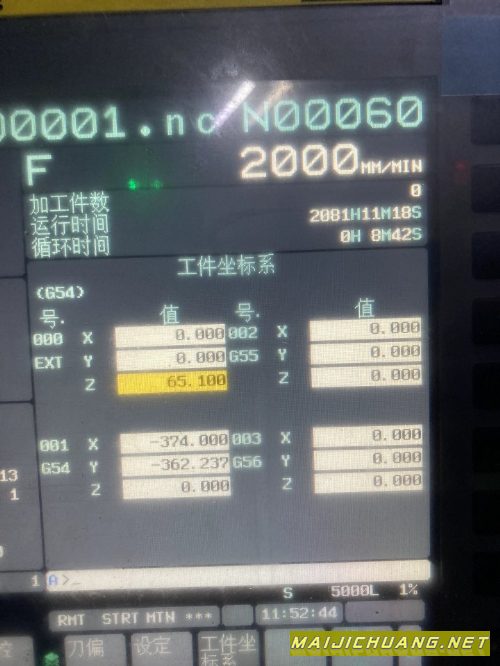 00001.nc N00060
F 2000MM/MIN
加工件数 0
运行时间 2081H11M18S
循环时间 0H 8M42S
工件坐标系
(G54)
号. 值 号. 值
000 X 0.000 002 X 0.000
EXT Y 0.000 G55 Y 0.000
Z 65.100 Z 0.000
001 X -374.000 003 X 0.000
G54 Y -362.237 G56 Y 0.000
Z 0.000 Z 0.000
13
1
0
1 A>_
S 5000L 1%
RMT STRT MTN *** 11:52:44
刀偏 设定 工件坐标系
MAIJICHUANG.NET